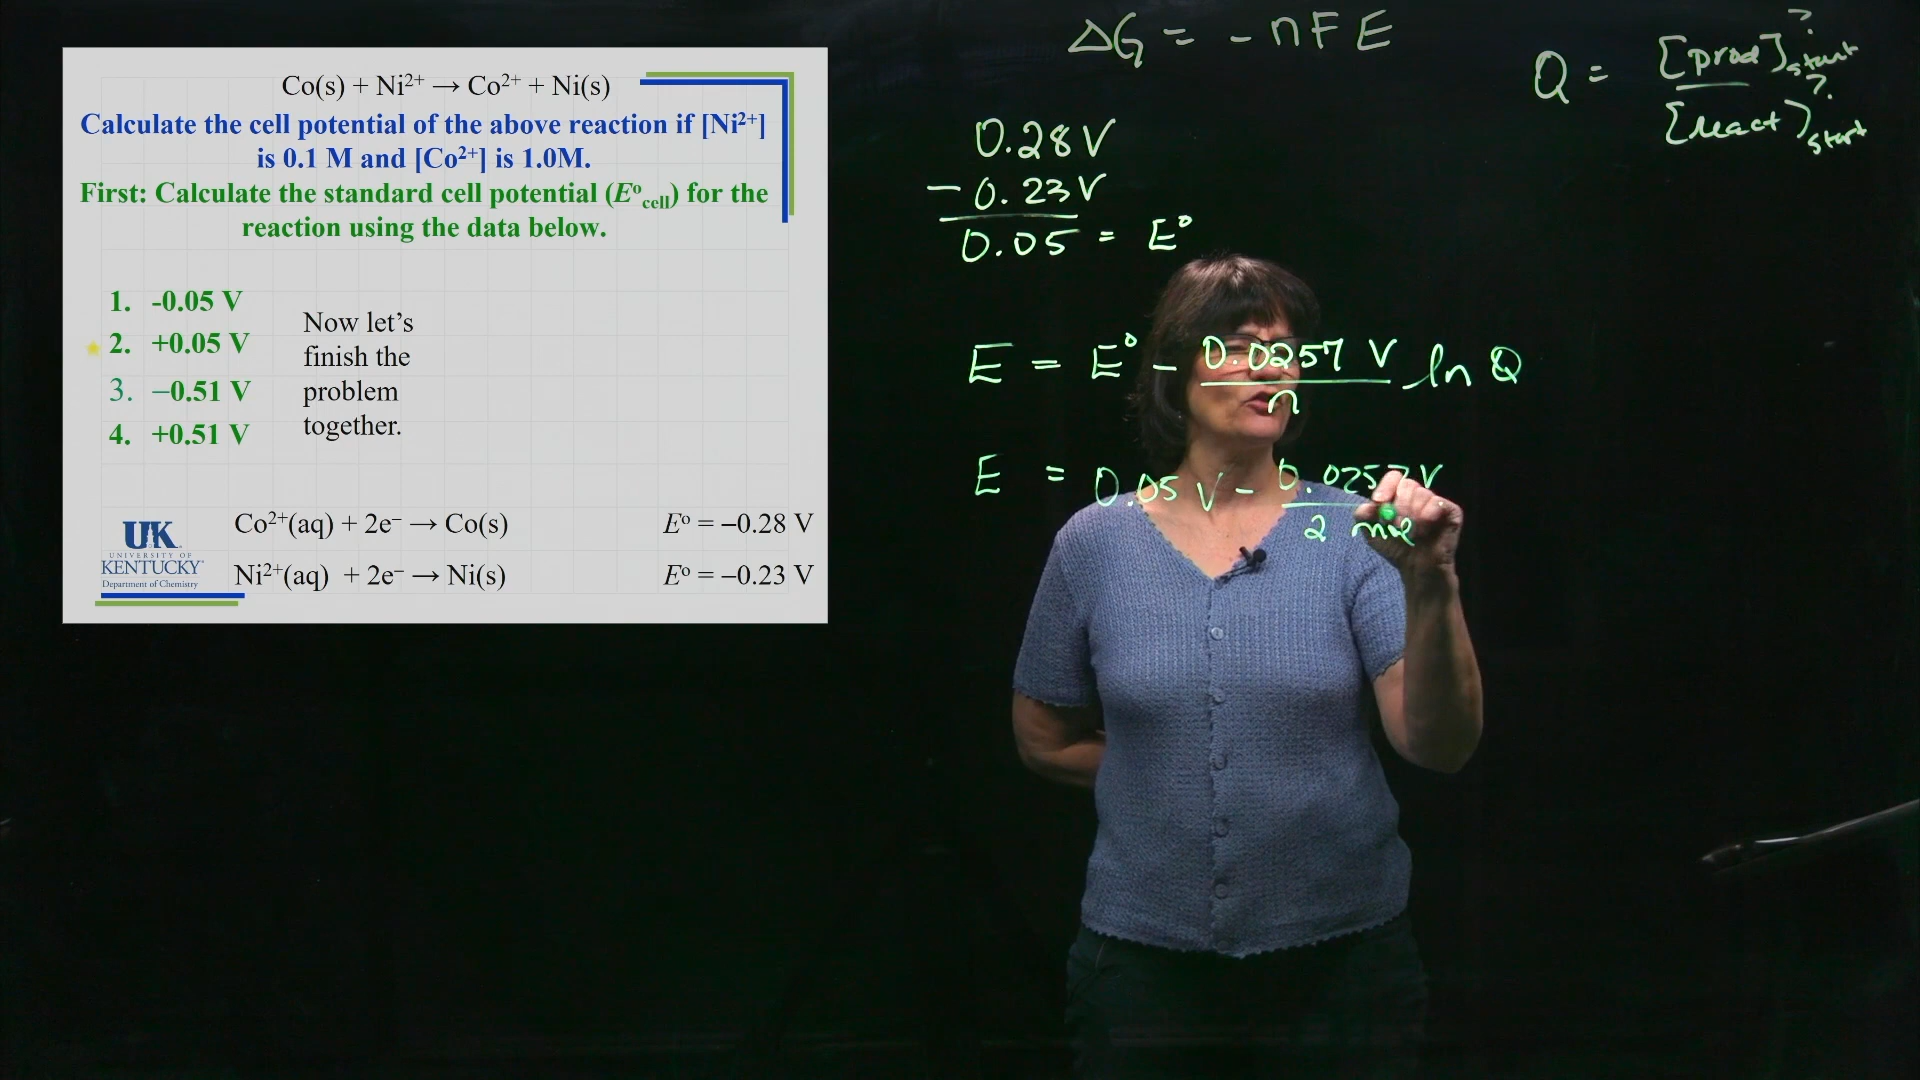 Co(s) + Ni²⁺ → Co²⁺ + Ni(s)
Calculate the cell potential of the above reaction if [Ni²⁺]
is 0.1 M and [Co²⁺] is 1.0M.
First: Calculate the standard cell potential (E°cell) for the
reaction using the data below.
1. -0.05 V
2. +0.05 V
3. –0.51 V
4. +0.51 V
Now let's
finish the
problem
together.
Co²⁺(aq) + 2e⁻ → Co(s) E° = –0.28 V
Ni²⁺(aq) + 2e⁻ → Ni(s) E° = –0.23 V
UK
UNIVERSITY OF
KENTUCKY
Department of Chemistry
ΔG = - nFE
Q = [prod]start ? / [react]start ?
0.28 V
- 0.23 V
0.05 = E°
E = E° - 0.0257 V / n ln Q
E = 0.05 V - 0.0257 V / 2